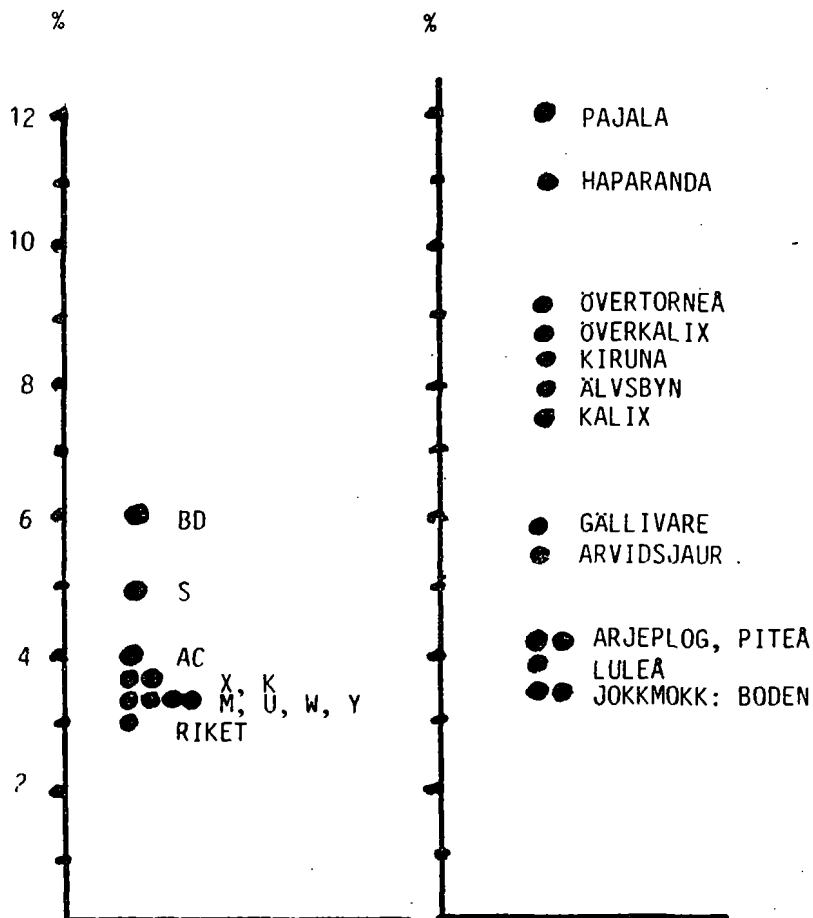 %
12
10
8
6
4
2
BD
S
AC
X, K
M, U, W, Y
RIKET
%
PAJALA
HAPARANDA
ÖVERTORNEÅ
ÖVERKALIX
KIRUNA
ÄLVSBYN
KALIX
GÄLLIVARE
ARVIDSJAUR
ARJEPLOG, PITEÅ
LULEÅ
JOKKMOKK: BODEN